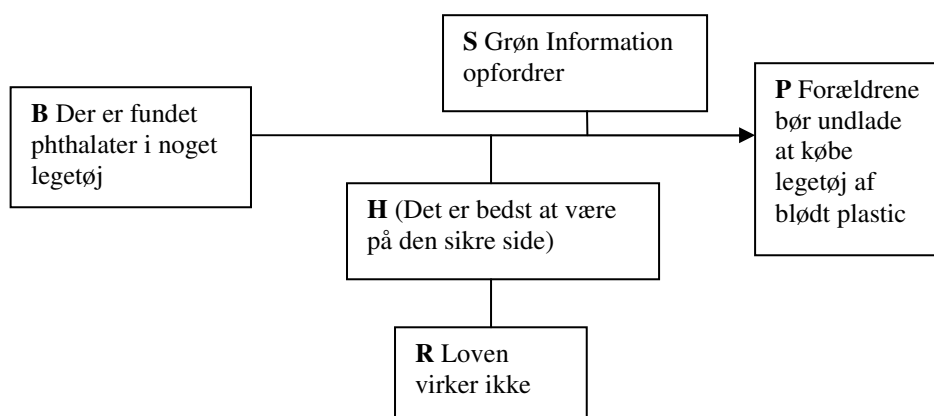 S Grøn Information
opfordrer
B Der er fundet
phthalater i noget
legetøj
P Forældrene
bør undlade
at købe
legetøj af
blødt plastic
H (Det er bedst at være
på den sikre side)
R Loven
virker ikke